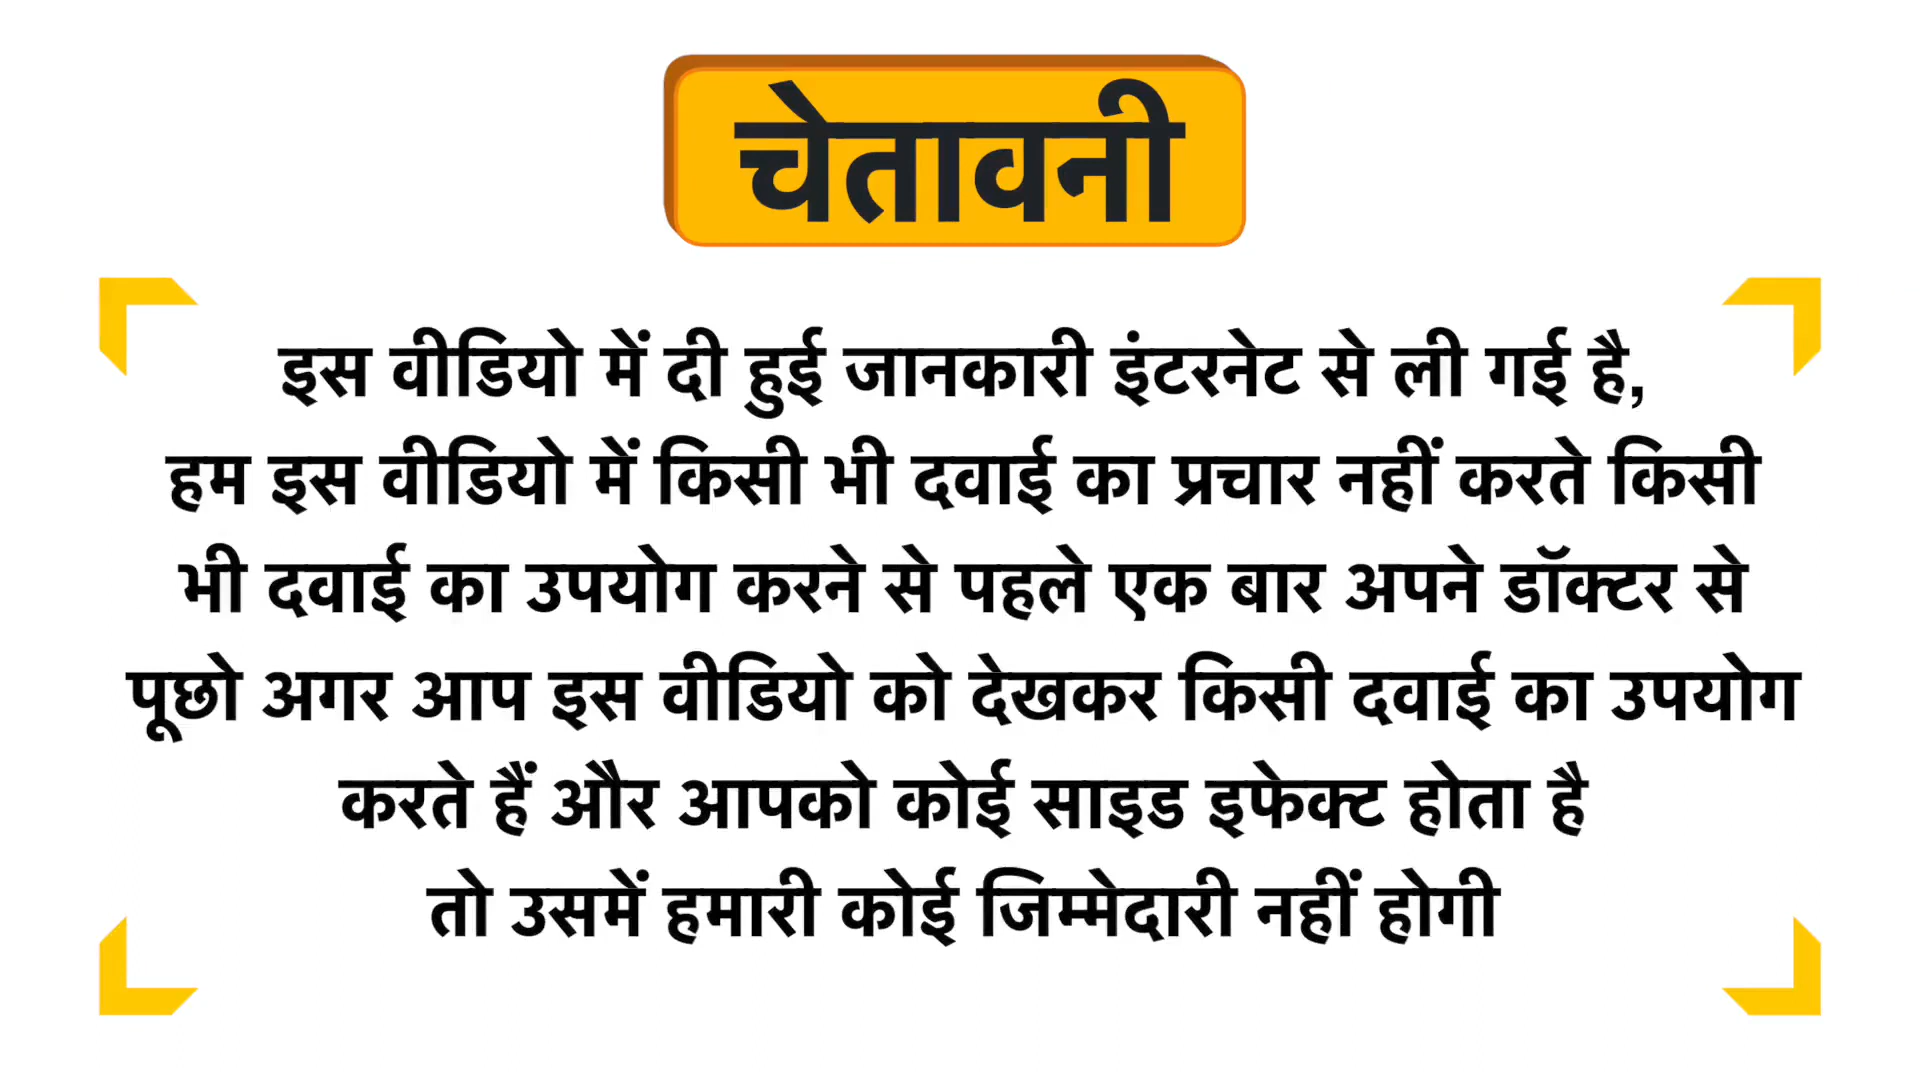 चेतावनी
इस वीडियो में दी हुई जानकारी इंटरनेट से ली गई है,
हम इस वीडियो में किसी भी दवाई का प्रचार नहीं करते किसी
भी दवाई का उपयोग करने से पहले एक बार अपने डॉक्टर से
पूछो अगर आप इस वीडियो को देखकर किसी दवाई का उपयोग
करते हैं और आपको कोई साइड इफेक्ट होता है
तो उसमें हमारी कोई जिम्मेदारी नहीं होगी